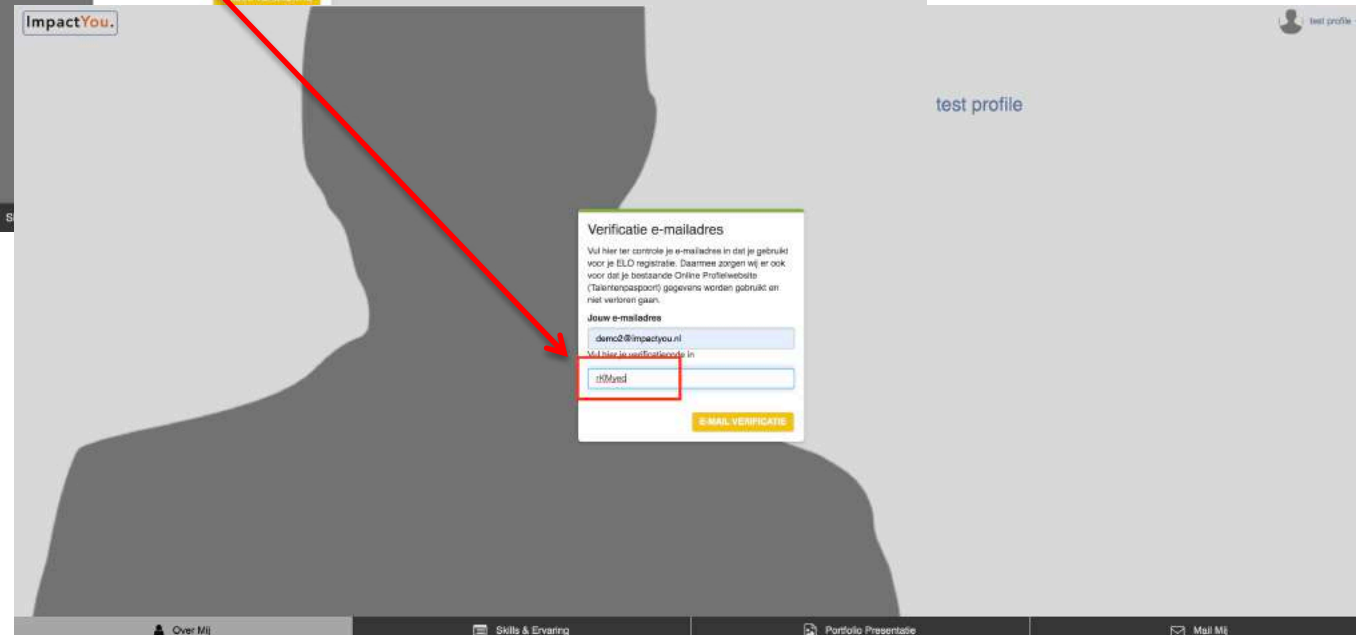 ImpactYou.
test profile
test profile
Verificatie e-mailadres
Vul hier ter controle je e-mailadres in dat je gebruikt
voor je ELO registratie. Daarmee zorgen wij er ook
voor dat je bestaande Online Profielwebsite
(Talentenpaspoort) gegevens worden gebruikt en
niet verloren gaan.
Jouw e-mailadres
demo2@impactyou.nl
Vul hier je verificatiecode in
rKMyed
E-MAIL VERIFICATIE
Over Mij
Skills & Ervaring
Portfolio Presentatie
Mail Mij